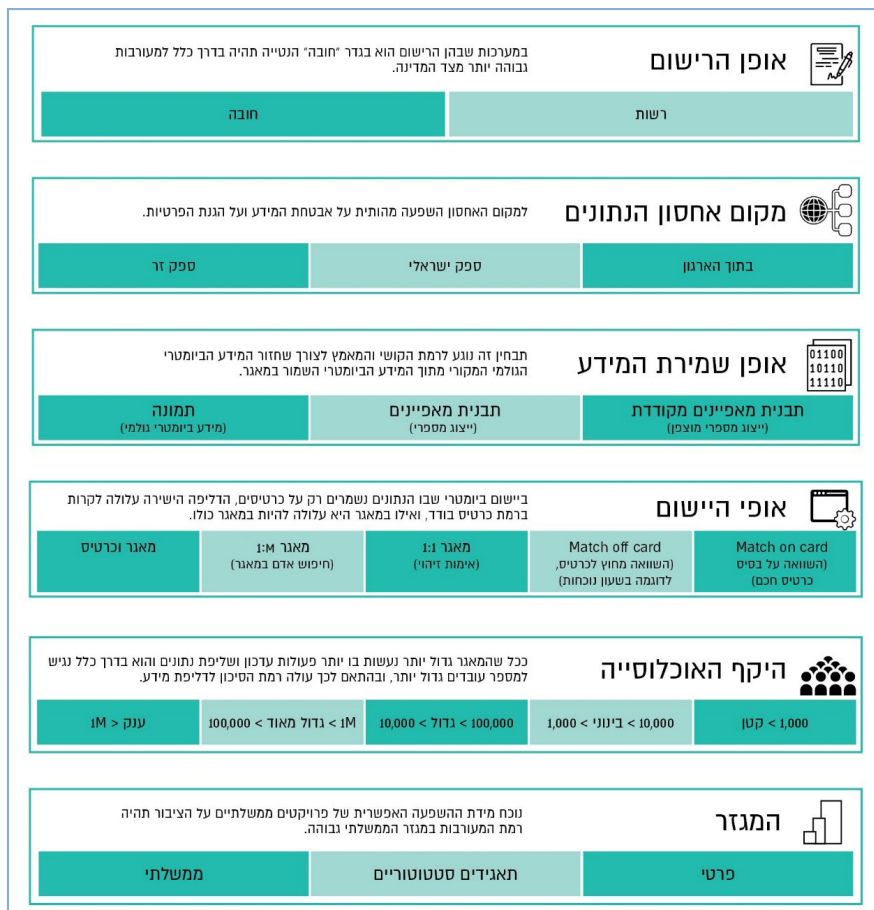 אופן הרישום
במערכות שבהן הרישום הוא בגדר "חובה" הנטייה תהיה בדרך כלל למעורבות
גבוהה יותר מצד המדינה.
רשות
חובה
מקום אחסון הנתונים
למקום האחסון השפעה מהותית על אבטחת המידע ועל הגנת הפרטיות.
בתוך הארגון
ספק ישראלי
ספק זר
01100
10110
11110
אופן שמירת המידע
תבחין זה נוגע לרמת הקושי והמאמץ לצורך שחזור המידע הביומטרי
הגולמי המקורי מתוך המידע הביומטרי השמור במאגר.
תבנית מאפיינים מקודדת
(ייצוג מספרי מוצפן)
תבנית מאפיינים
(ייצוג מספרי)
תמונה
(מידע ביומטרי גולמי)
אופי היישום
ביישום ביומטרי שבו הנתונים נשמרים רק על כרטיסים, הדליפה הישירה עלולה לקרות
ברמת כרטיס בודד, ואילו במאגר היא עלולה להיות במאגר כולו.
Match on card
(השוואה על בסיס
כרטיס חכם)
Match off card
(השוואה מחוץ לכרטיס,
לדוגמה בשעון נוכחות)
מאגר 1:1
(אימות זיהוי)
מאגר 1:M
(חיפוש אדם במאגר)
מאגר וכרטיס
היקף האוכלוסייה
ככל שהמאגר גדול יותר נעשות בו יותר פעולות עדכון ושליפת נתונים והוא בדרך כלל נגיש
למספר עובדים גדול יותר, ובהתאם לכך עולה רמת הסיכון לדליפת מידע.
קטן < 1,000
1,000 < בינוני < 10,000
10,000 < גדול < 100,000
100,000 < גדול מאוד < 1M
1M < ענק
המגזר
נוכח מידת ההשפעה האפשרית של פרויקטים ממשלתיים על הציבור תהיה
רמת המעורבות במגזר הממשלתי גבוהה.
פרטי
תאגידים סטטוטוריים
ממשלתי